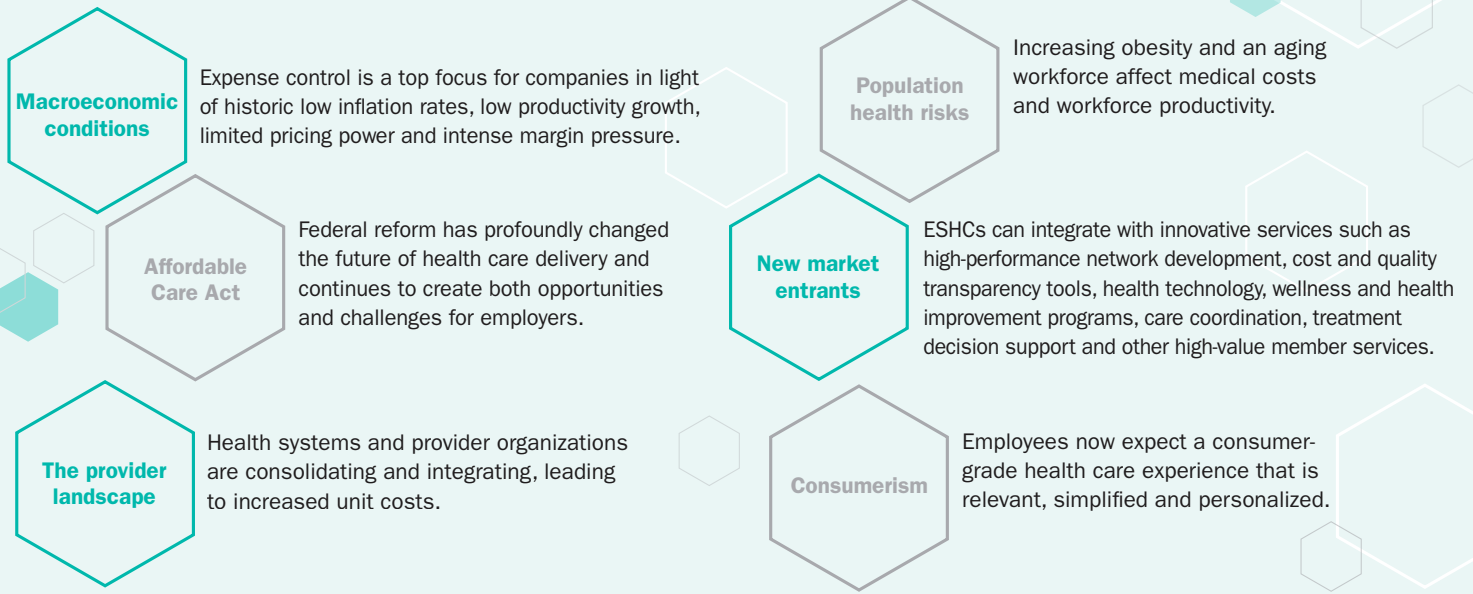 Macroeconomic
conditions
Expense control is a top focus for companies in light
of historic low inflation rates, low productivity growth,
limited pricing power and intense margin pressure.
Affordable
Care Act
Federal reform has profoundly changed
the future of health care delivery and
continues to create both opportunities
and challenges for employers.
The provider
landscape
Health systems and provider organizations
are consolidating and integrating, leading
to increased unit costs.
Population
health risks
Increasing obesity and an aging
workforce affect medical costs
and workforce productivity.
New market
entrants
ESHCs can integrate with innovative services such as
high-performance network development, cost and quality
transparency tools, health technology, wellness and health
improvement programs, care coordination, treatment
decision support and other high-value member services.
Consumerism
Employees now expect a consumer-
grade health care experience that is
relevant, simplified and personalized.